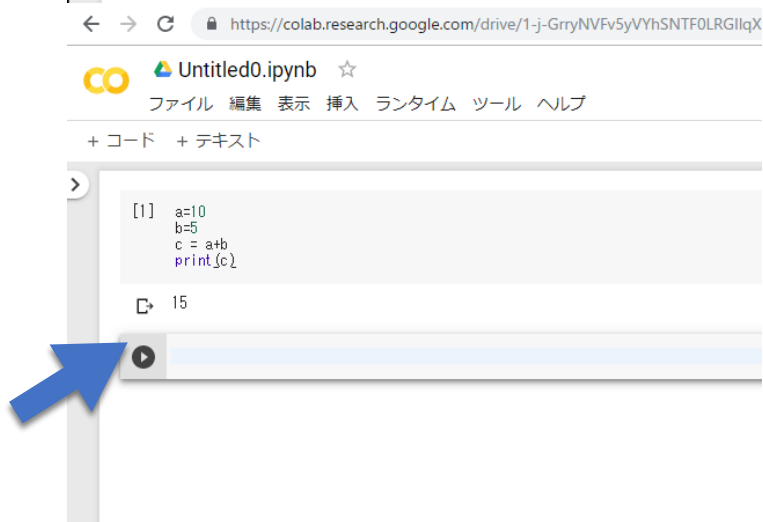 https://colab.research.google.com/drive/1-j-GrryNVFv5yVYhSNTF0LRGIlqX
CO Untitled0.ipynb
ファイル 編集 表示 挿入 ランタイム ツール ヘルプ
+ コード + テキスト
[1] a=10
b=5
c = a+b
print(c)
15